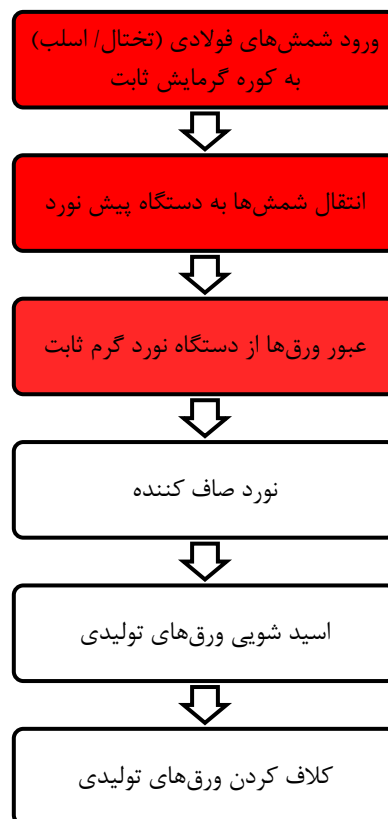 ورود شمش‌های فولادی (تختال/ اسلب)
به کوره گرمایش ثابت
انتقال شمش‌ها به دستگاه پیش نورد
عبور ورق‌ها از دستگاه نورد گرم ثابت
نورد صاف کننده
اسید شویی ورق‌های تولیدی
کلاف کردن ورق‌های تولیدی